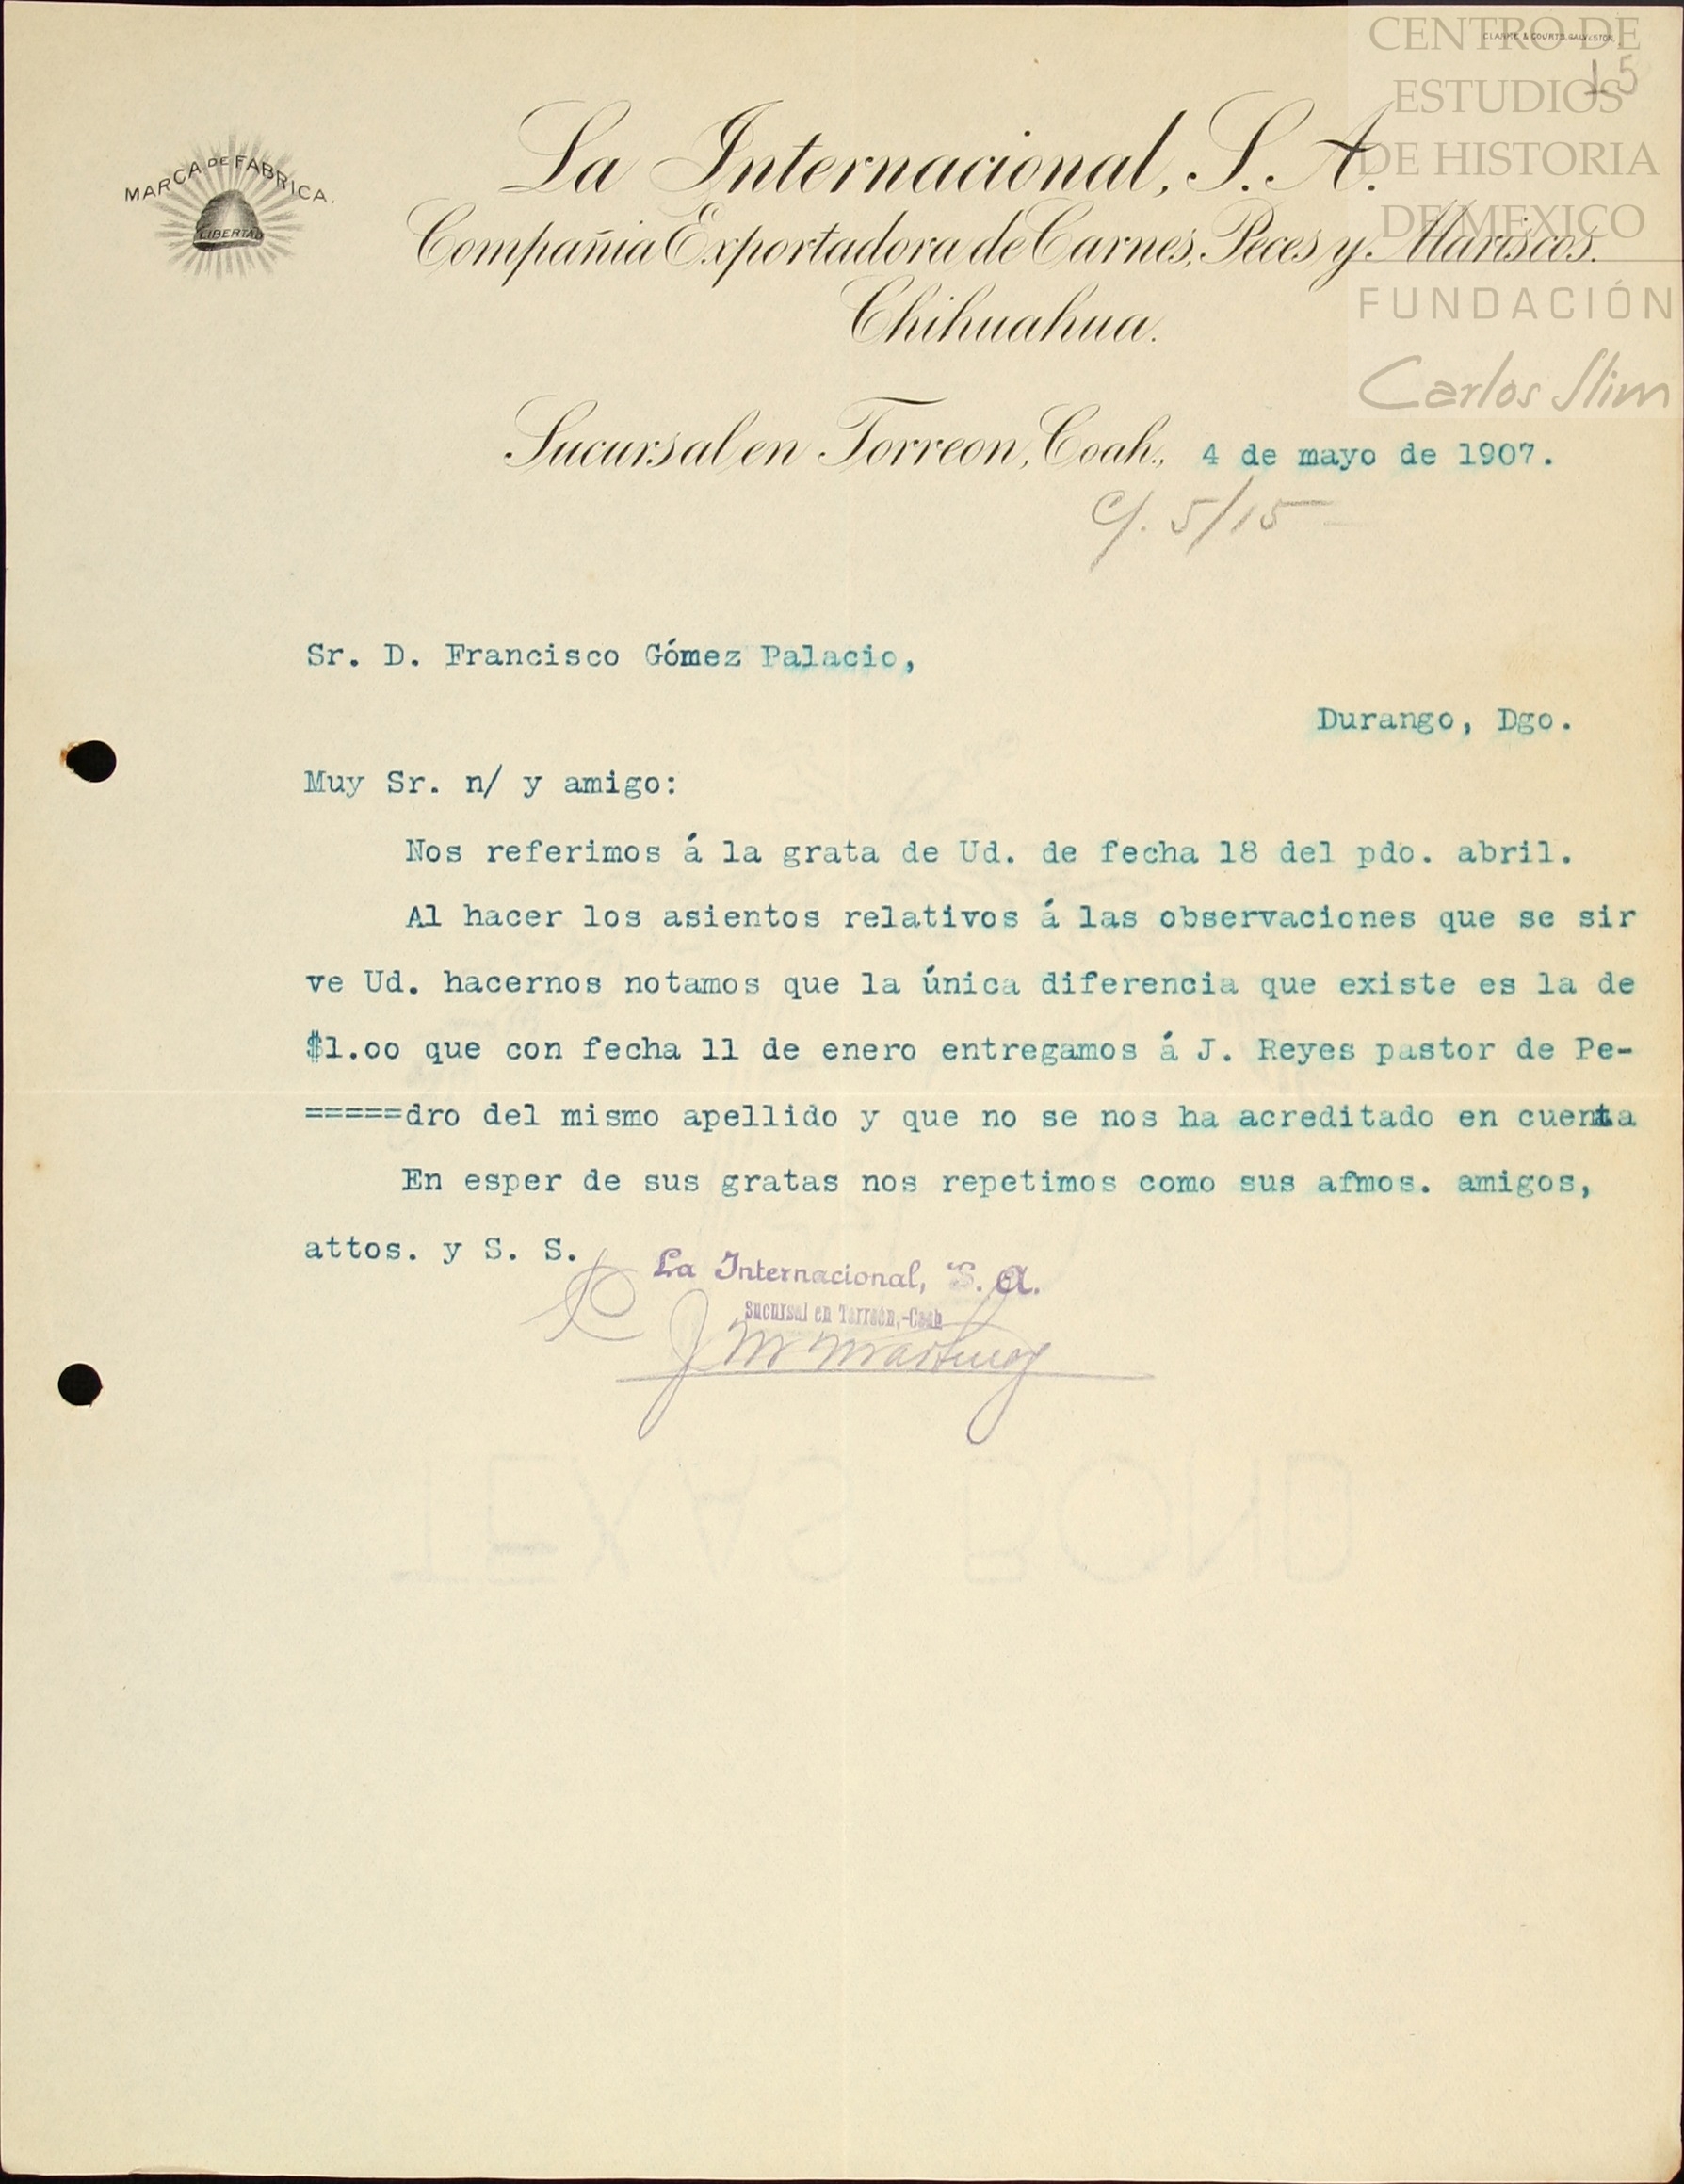 CENTRO DE
ESTUDIOS
DE HISTORIA
DE MEXICO
FUNDACIÓN
Carlos Slim
CLARKE & COURTS, GALVESTON.
15
MARCA DE FABRICA.
LIBERTAD
La Internacional, S. A.
Compañia Exportadora de Carnes, Peces y Mariscos.
Chihuahua.
Sucursal en Torreon, Coah., 4 de mayo de 1907.
c/. 5/15
Sr. D. Francisco Gómez Palacio,
Durango, Dgo.
Muy Sr. n/ y amigo:
Nos referimos á la grata de Ud. de fecha 18 del pdo. abril.
Al hacer los asientos relativos á las observaciones que se sir
ve Ud. hacernos notamos que la única diferencia que existe es la de
$1.oo que con fecha 11 de enero entregamos á J. Reyes pastor de Pe-
=====dro del mismo apellido y que no se nos ha acreditado en cuenta
En esper de sus gratas nos repetimos como sus afmos. amigos,
attos. y S. S.
La Internacional, S. A.
Sucursal en Torreón,-Coah
J M Martinez